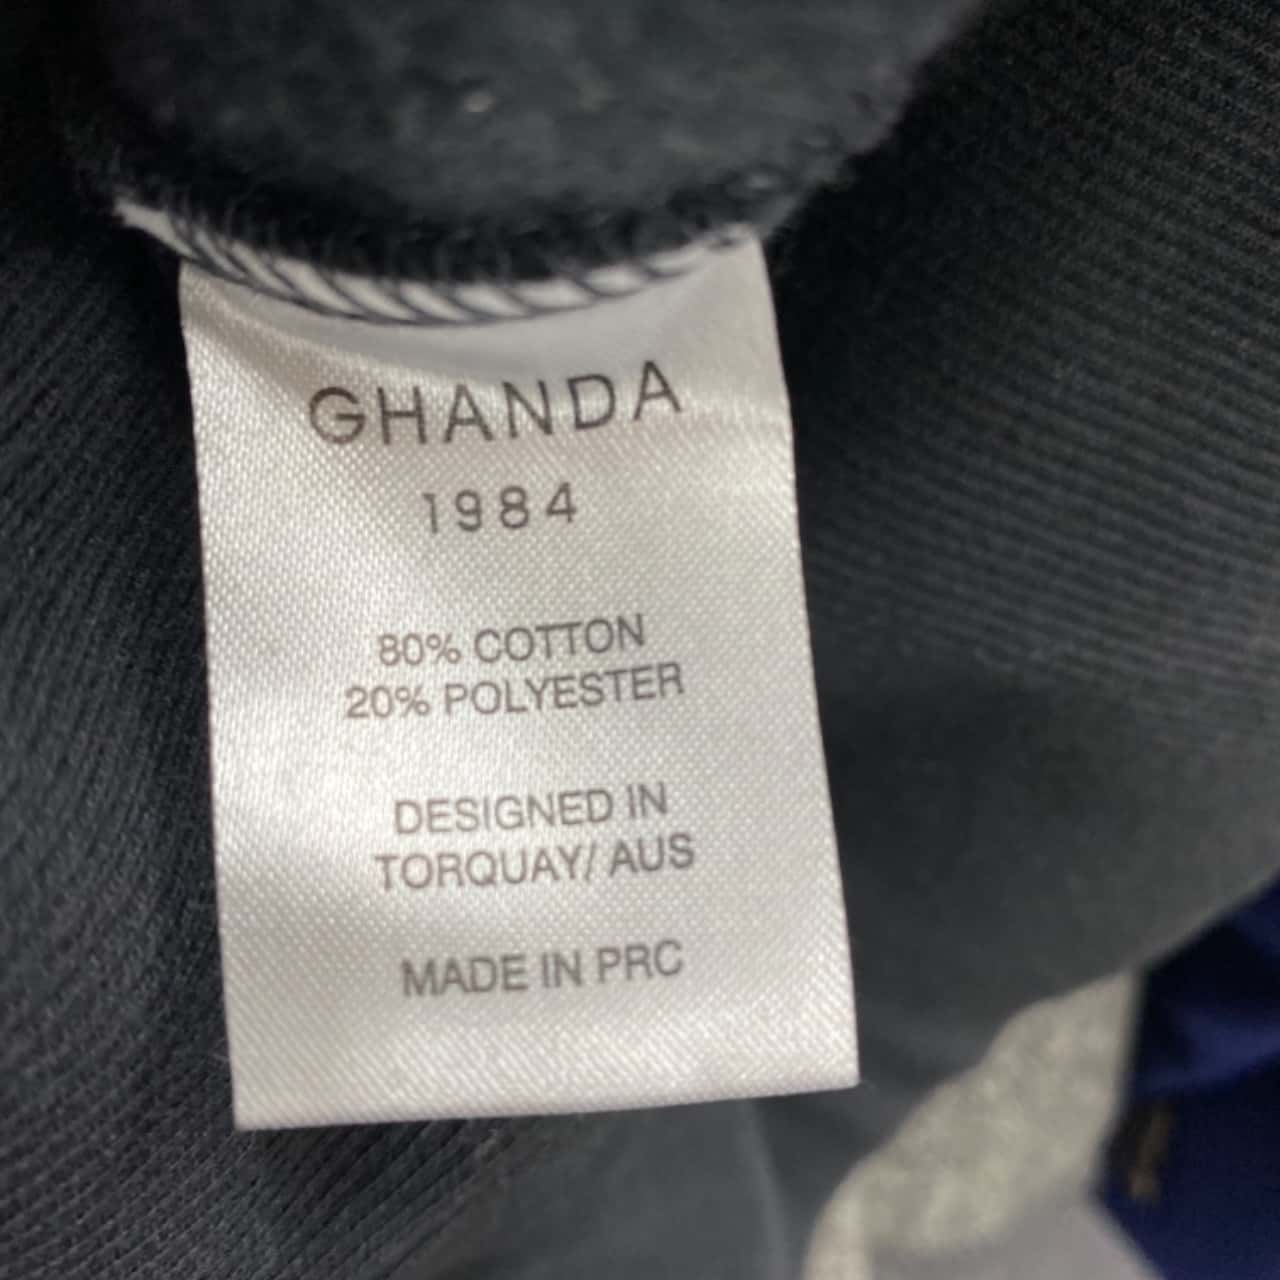 GHANDA
1984
80% COTTON
20% POLYESTER
DESIGNED IN
TORQUAY/ AUS
MADE IN PRC